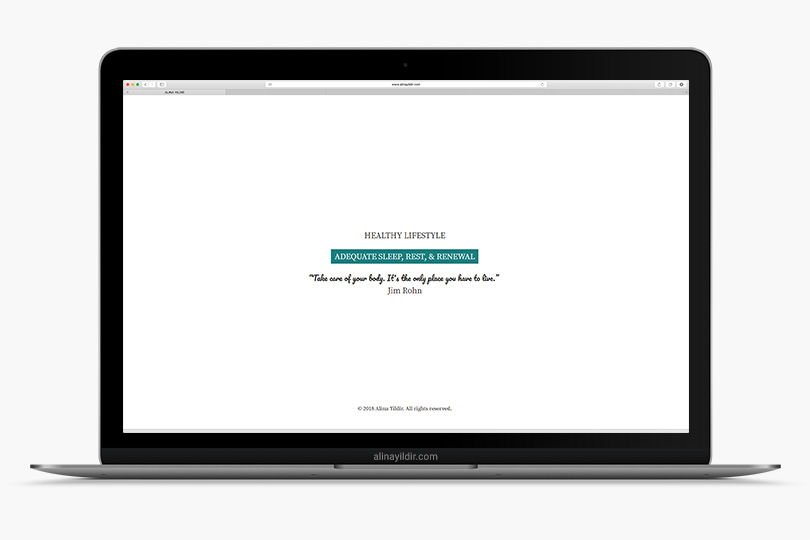 www.alinayildir.com
ALINA YILDIR
HEALTHY LIFESTYLE
ADEQUATE SLEEP, REST, & RENEWAL
"Take care of your body. It's the only place you have to live."
Jim Rohn
© 2018 Alina Yildir. All rights reserved.
alinayildir.com